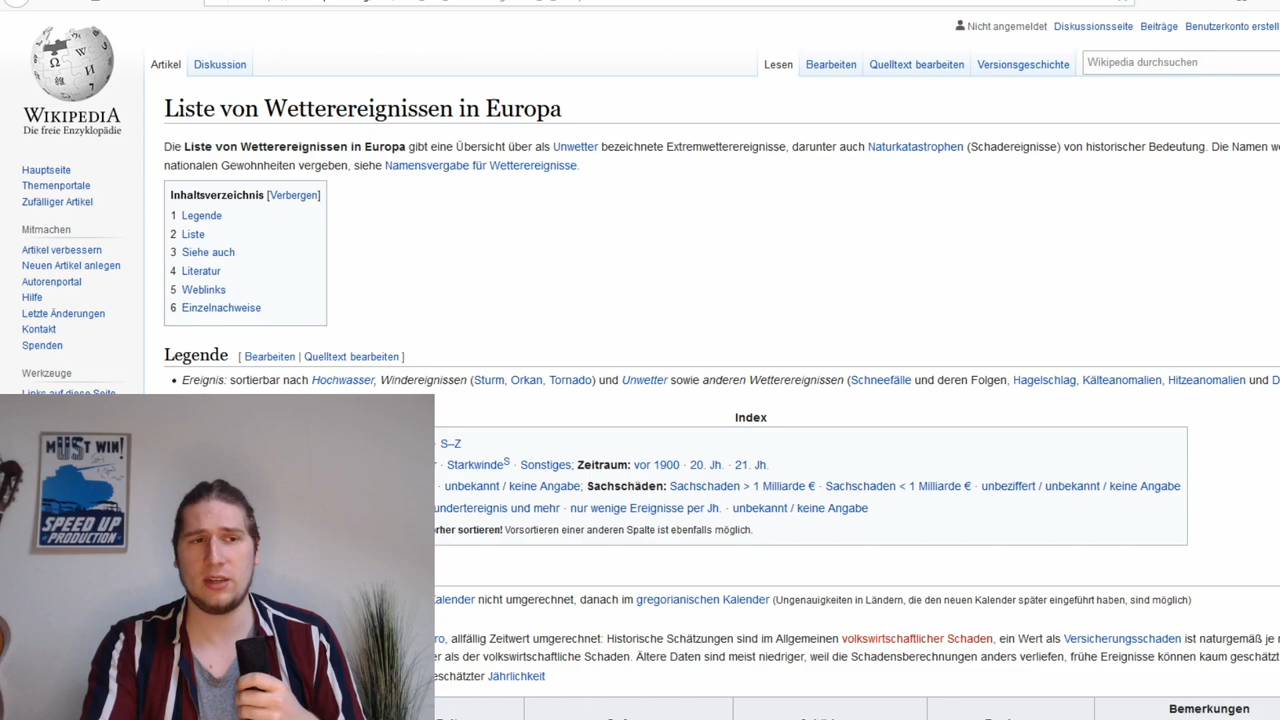 Nicht angemeldet Diskussionsseite Beiträge Benutzerkonto erstell
Artikel Diskussion Lesen Bearbeiten Quelltext bearbeiten Versionsgeschichte Wikipedia durchsuchen
WIKIPEDIA
Die freie Enzyklopädie
Liste von Wetterereignissen in Europa
Die Liste von Wetterereignissen in Europa gibt eine Übersicht über als Unwetter bezeichnete Extremwetterereignisse, darunter auch Naturkatastrophen (Schadereignisse) von historischer Bedeutung. Die Namen we
nationalen Gewohnheiten vergeben, siehe Namensvergabe für Wetterereignisse.
Inhaltsverzeichnis [Verbergen]
1 Legende
2 Liste
3 Siehe auch
4 Literatur
5 Weblinks
6 Einzelnachweise
Hauptseite
Themenportale
Zufälliger Artikel
Mitmachen
Artikel verbessern
Neuen Artikel anlegen
Autorenportal
Hilfe
Letzte Änderungen
Kontakt
Spenden
Werkzeuge
Links auf diese Seite
Legende [ Bearbeiten | Quelltext bearbeiten ]
• Ereignis: sortierbar nach Hochwasser, Windereignissen (Sturm, Orkan, Tornado) und Unwetter sowie anderen Wetterereignissen (Schneefälle und deren Folgen, Hagelschlag, Kälteanomalien, Hitzeanomalien und D
Index
· S–Z
· StarkwindeS · Sonstiges; Zeitraum: vor 1900 · 20. Jh. · 21. Jh.
· unbekannt / keine Angabe; Sachschäden: Sachschaden > 1 Milliarde € · Sachschaden < 1 Milliarde € · unbeziffert / unbekannt / keine Angabe
undertereignis und mehr · nur wenige Ereignisse per Jh. · unbekannt / keine Angabe
orher sortieren! Vorsortieren einer anderen Spalte ist ebenfalls möglich.
Kalender nicht umgerechnet, danach im gregorianischen Kalender (Ungenauigkeiten in Ländern, die den neuen Kalender später eingeführt haben, sind möglich)
ro, allfällig Zeitwert umgerechnet: Historische Schätzungen sind im Allgemeinen volkswirtschaftlicher Schaden, ein Wert als Versicherungsschaden ist naturgemäß je n
er als der volkswirtschaftliche Schaden. Ältere Daten sind meist niedriger, weil die Schadensberechnungen anders verliefen, frühe Ereignisse können kaum geschätzt
eschätzter Jährlichkeit
Bemerkungen
MUST WIN!
SPEED UP
PRODUCTION